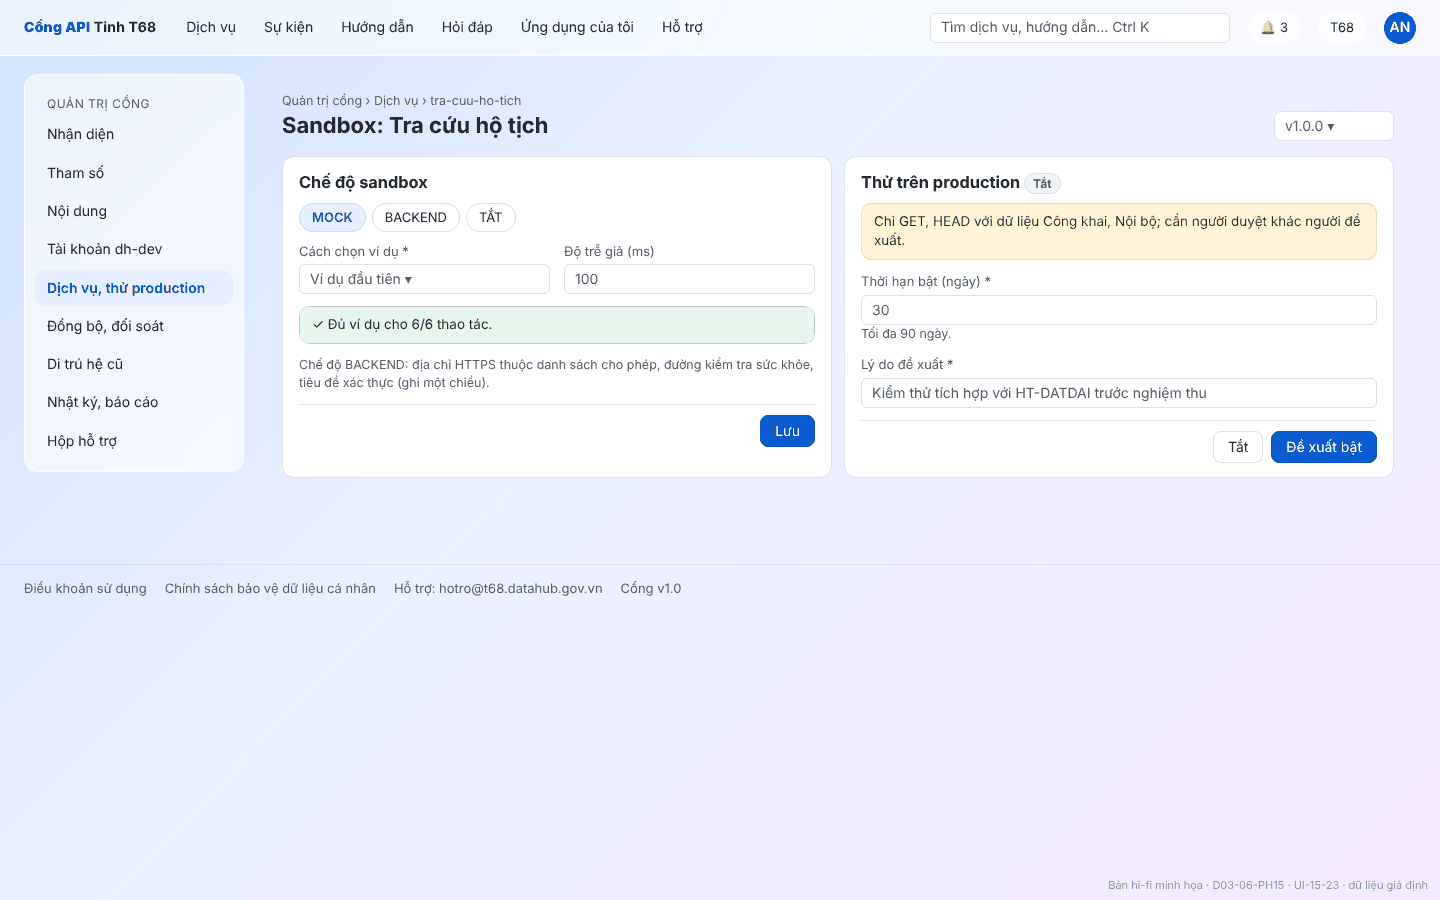 Cổng API Tỉnh T68
Dịch vụ
Sự kiện
Hướng dẫn
Hỏi đáp
Ứng dụng của tôi
Hỗ trợ
Tìm dịch vụ, hướng dẫn... Ctrl K
3
T68
AN
QUẢN TRỊ CỔNG
Nhận diện
Tham số
Nội dung
Tài khoản dh-dev
Dịch vụ, thử production
Đồng bộ, đối soát
Di trú hệ cũ
Nhật ký, báo cáo
Hộp hỗ trợ
Quản trị cổng › Dịch vụ › tra-cuu-ho-tich
Sandbox: Tra cứu hộ tịch
v1.0.0 ▾
Chế độ sandbox
MOCK
BACKEND
TẮT
Cách chọn ví dụ *
Độ trễ giả (ms)
Ví dụ đầu tiên ▾
100
✓ Đủ ví dụ cho 6/6 thao tác.
Chế độ BACKEND: địa chỉ HTTPS thuộc danh sách cho phép, đường kiểm tra sức khỏe,
tiêu đề xác thực (ghi một chiều).
Lưu
Thử trên production Tắt
Chỉ GET, HEAD với dữ liệu Công khai, Nội bộ; cần người duyệt khác người đề
xuất.
Thời hạn bật (ngày) *
30
Tối đa 90 ngày.
Lý do đề xuất *
Kiểm thử tích hợp với HT-DATDAI trước nghiệm thu
Tắt
Đề xuất bật
Điều khoản sử dụng
Chính sách bảo vệ dữ liệu cá nhân
Hỗ trợ: hotro@t68.datahub.gov.vn
Cổng v1.0
Bản hi-fi minh họa · D03-06-PH15 · UI-15-23 · dữ liệu giả định